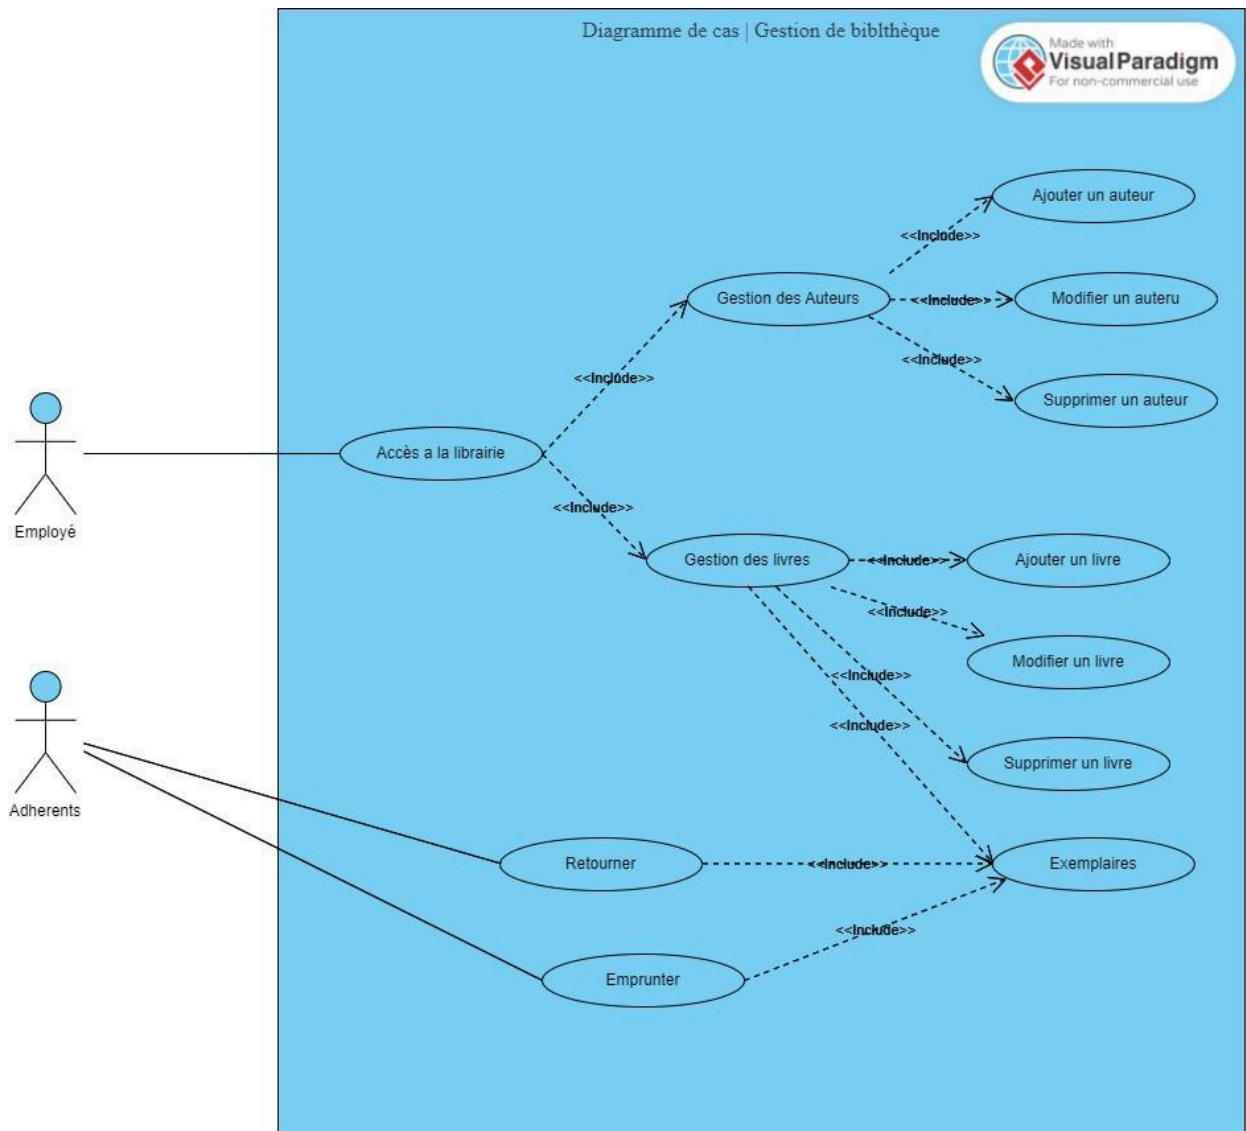 Diagramme de cas | Gestion de biblthèque
Made with
Visual Paradigm
For non-commercial use
Ajouter un auteur
<<Include>>
Gestion des Auteurs
<<Include>>
Modifier un auteru
<<Include>>
<<Include>>
Supprimer un auteur
Accès a la librairie
<<Include>>
Employé
Gestion des livres
<<Include>>
Ajouter un livre
<<Include>>
Modifier un livre
<<Include>>
<<Include>>
Supprimer un livre
Adherents
Retourner
<<Include>>
Exemplaires
<<Include>>
Emprunter